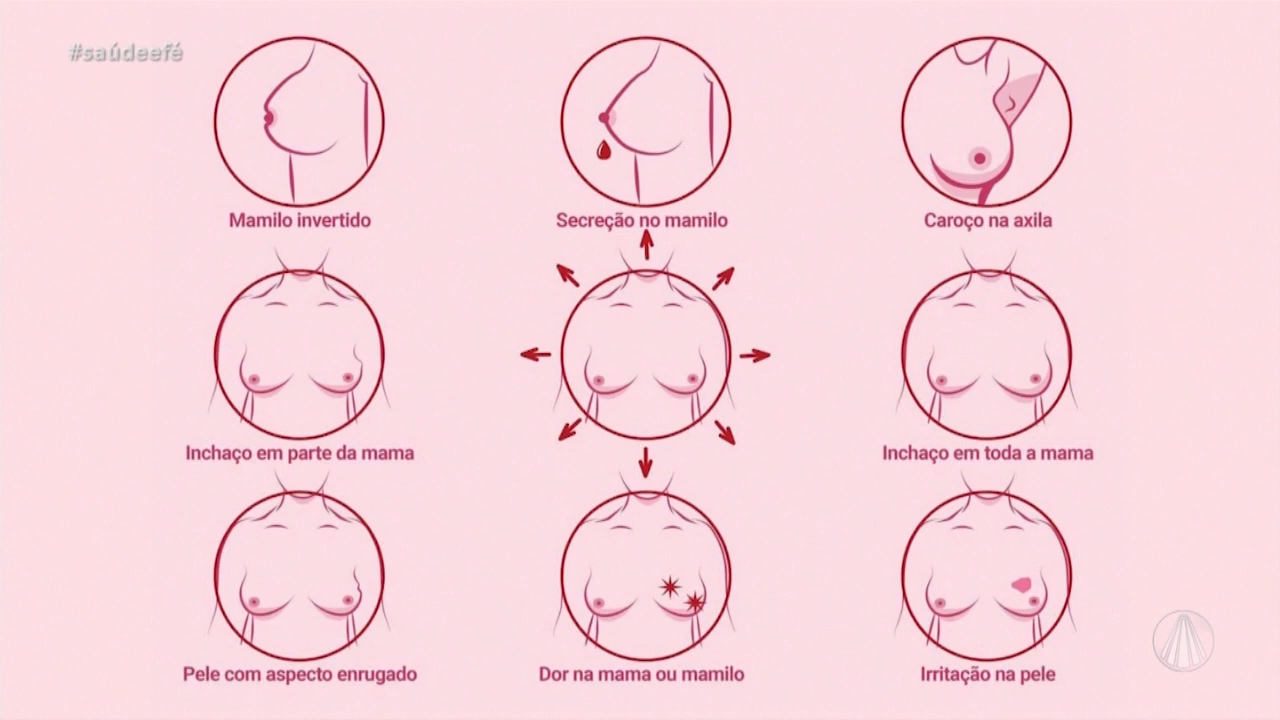 #saúdeefé
Mamilo invertido
Secreção no mamilo
Caroço na axila
Inchaço em parte da mama
Inchaço em toda a mama
Pele com aspecto enrugado
Dor na mama ou mamilo
Irritação na pele